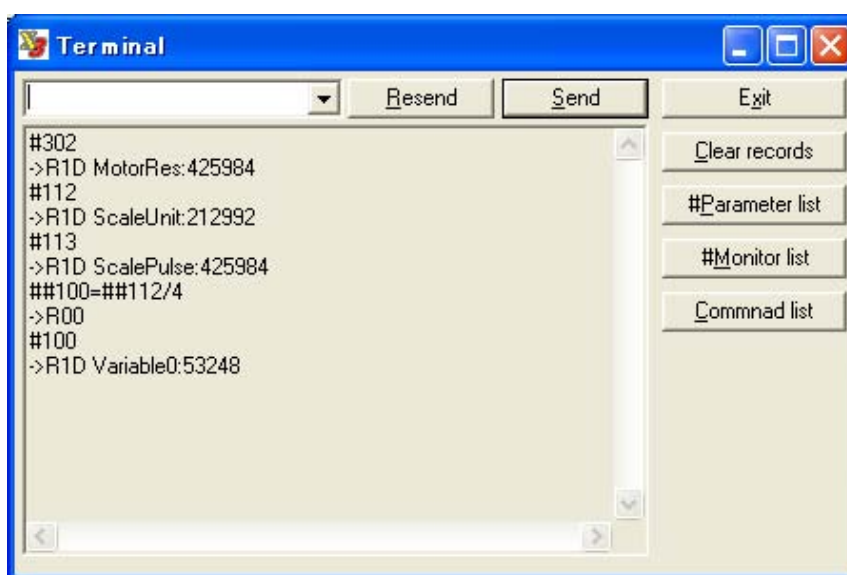 Terminal
Resend
Send
Exit
#302
->R1D MotorRes:425984
#112
->R1D ScaleUnit:212992
#113
->R1D ScalePulse:425984
##100=##112/4
->R00
#100
->R1D Variable0:53248
Clear records
#Parameter list
#Monitor list
Commnad list